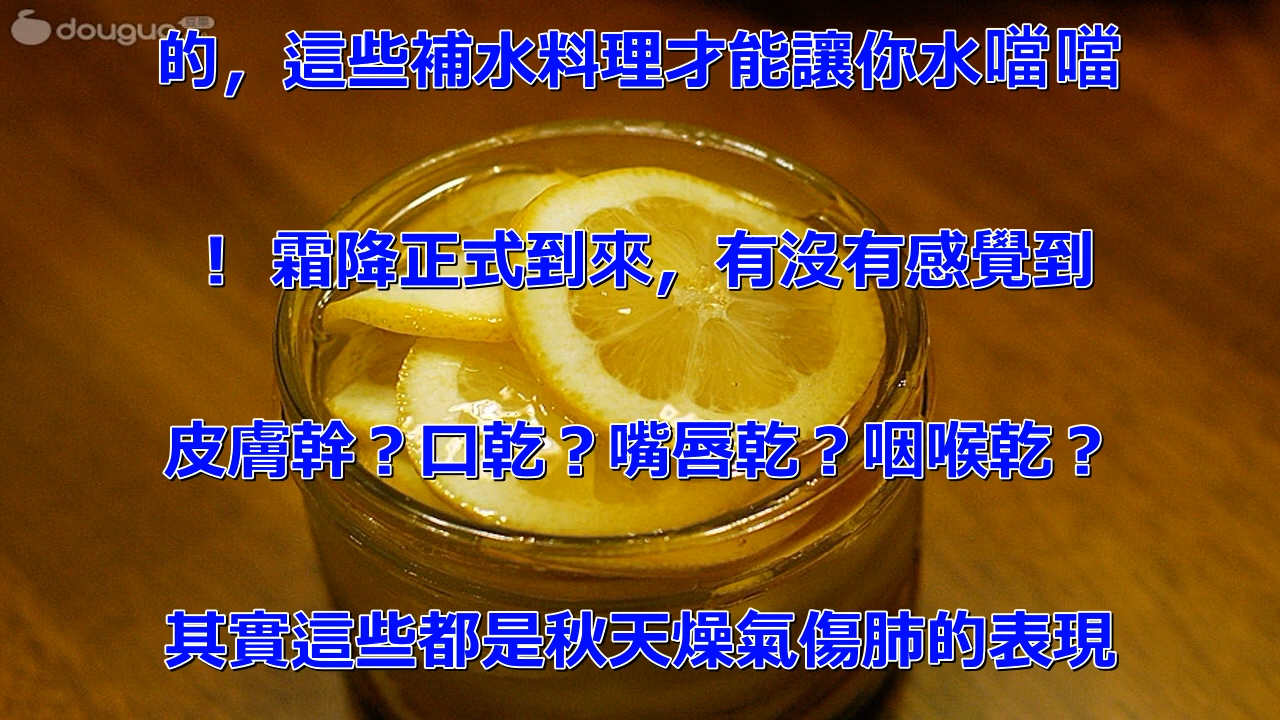 douguo
的，這些補水料理才能讓你水噹噹
！ 霜降正式到來，有沒有感覺到
皮膚幹？口乾？嘴唇乾？咽喉乾？
其實這些都是秋天燥氣傷肺的表現